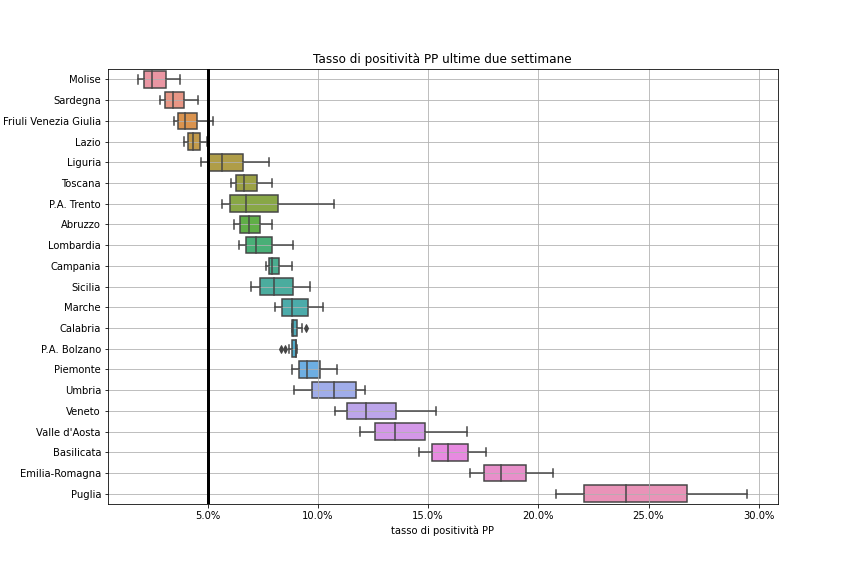 Tasso di positività PP ultime due settimane
Molise
Sardegna
Friuli Venezia Giulia
Lazio
Liguria
Toscana
P.A. Trento
Abruzzo
Lombardia
Campania
Sicilia
Marche
Calabria
P.A. Bolzano
Piemonte
Umbria
Veneto
Valle d'Aosta
Basilicata
Emilia-Romagna
Puglia
5.0% 10.0% 15.0% 20.0% 25.0% 30.0%
tasso di positività PP